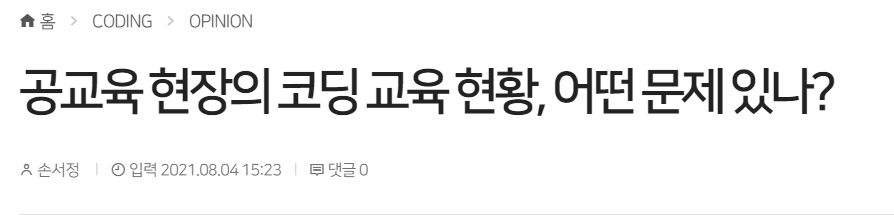 홈 > CODING > OPINION
공교육 현장의 코딩 교육 현황, 어떤 문제 있나?
손서정 | 입력 2021.08.04 15:23 | 댓글 0